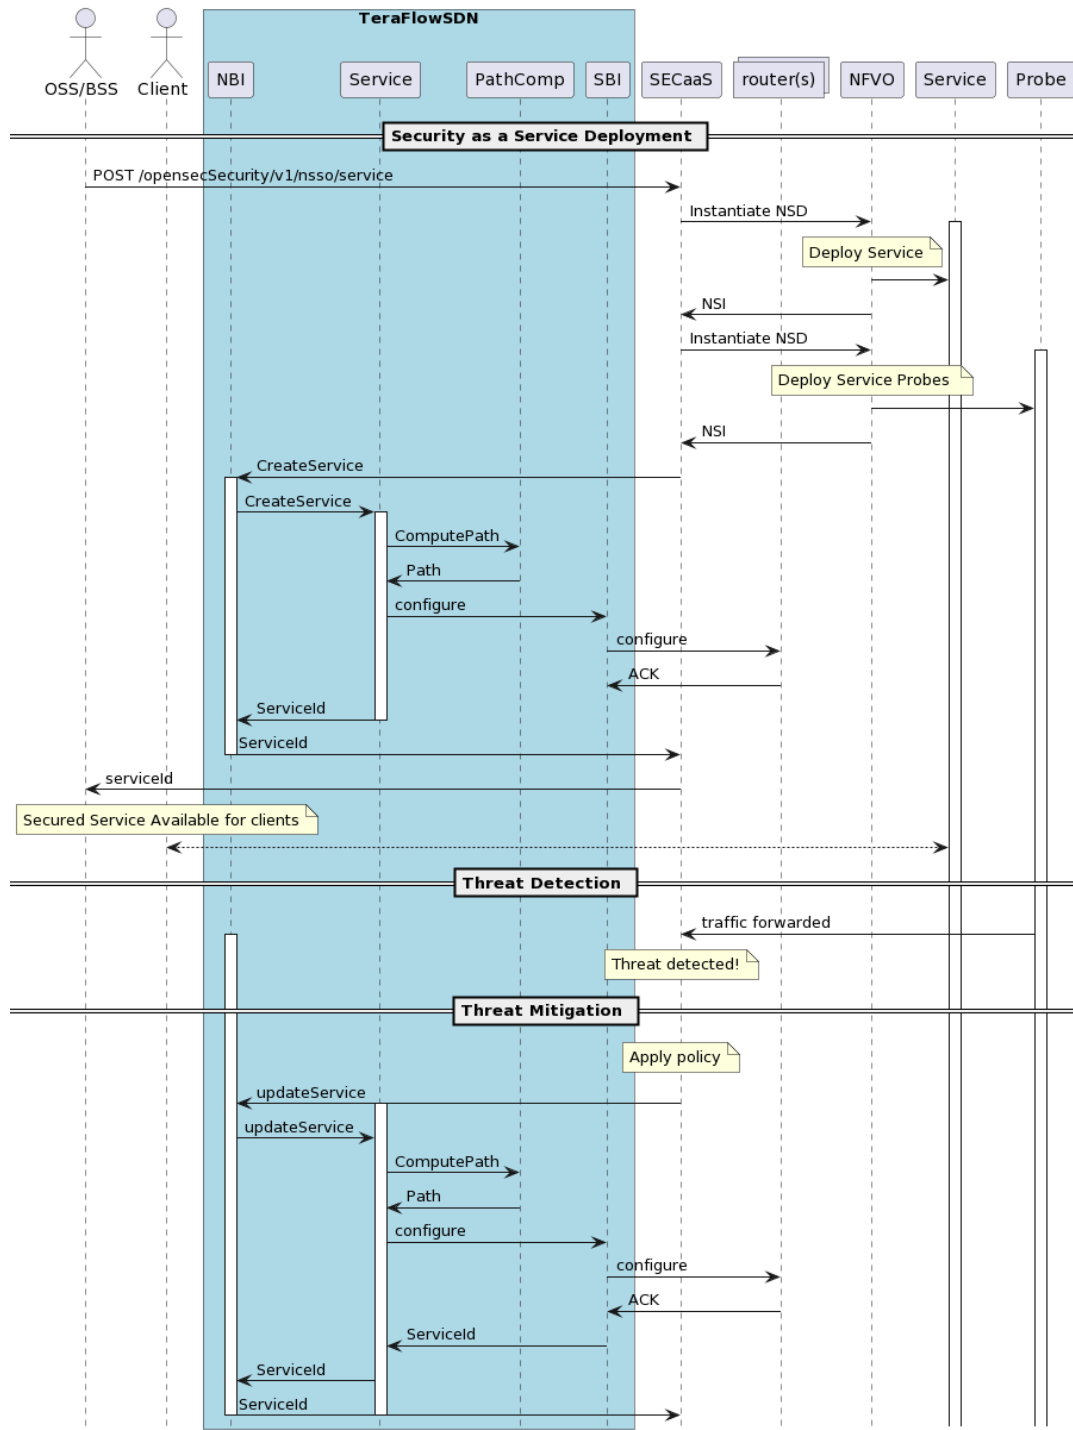 TeraFlowSDN
OSS/BSS
Client
NBI
Service
PathComp
SBI
SECaaS
router(s)
NFVO
Service
Probe
Security as a Service Deployment
POST /opensecSecurity/v1/nsso/service
Instantiate NSD
Deploy Service
NSI
Instantiate NSD
Deploy Service Probes
NSI
CreateService
CreateService
ComputePath
Path
configure
configure
ACK
ServiceId
ServiceId
serviceId
Secured Service Available for clients
Threat Detection
traffic forwarded
Threat detected!
Threat Mitigation
Apply policy
updateService
updateService
ComputePath
Path
configure
configure
ACK
ServiceId
ServiceId
ServiceId